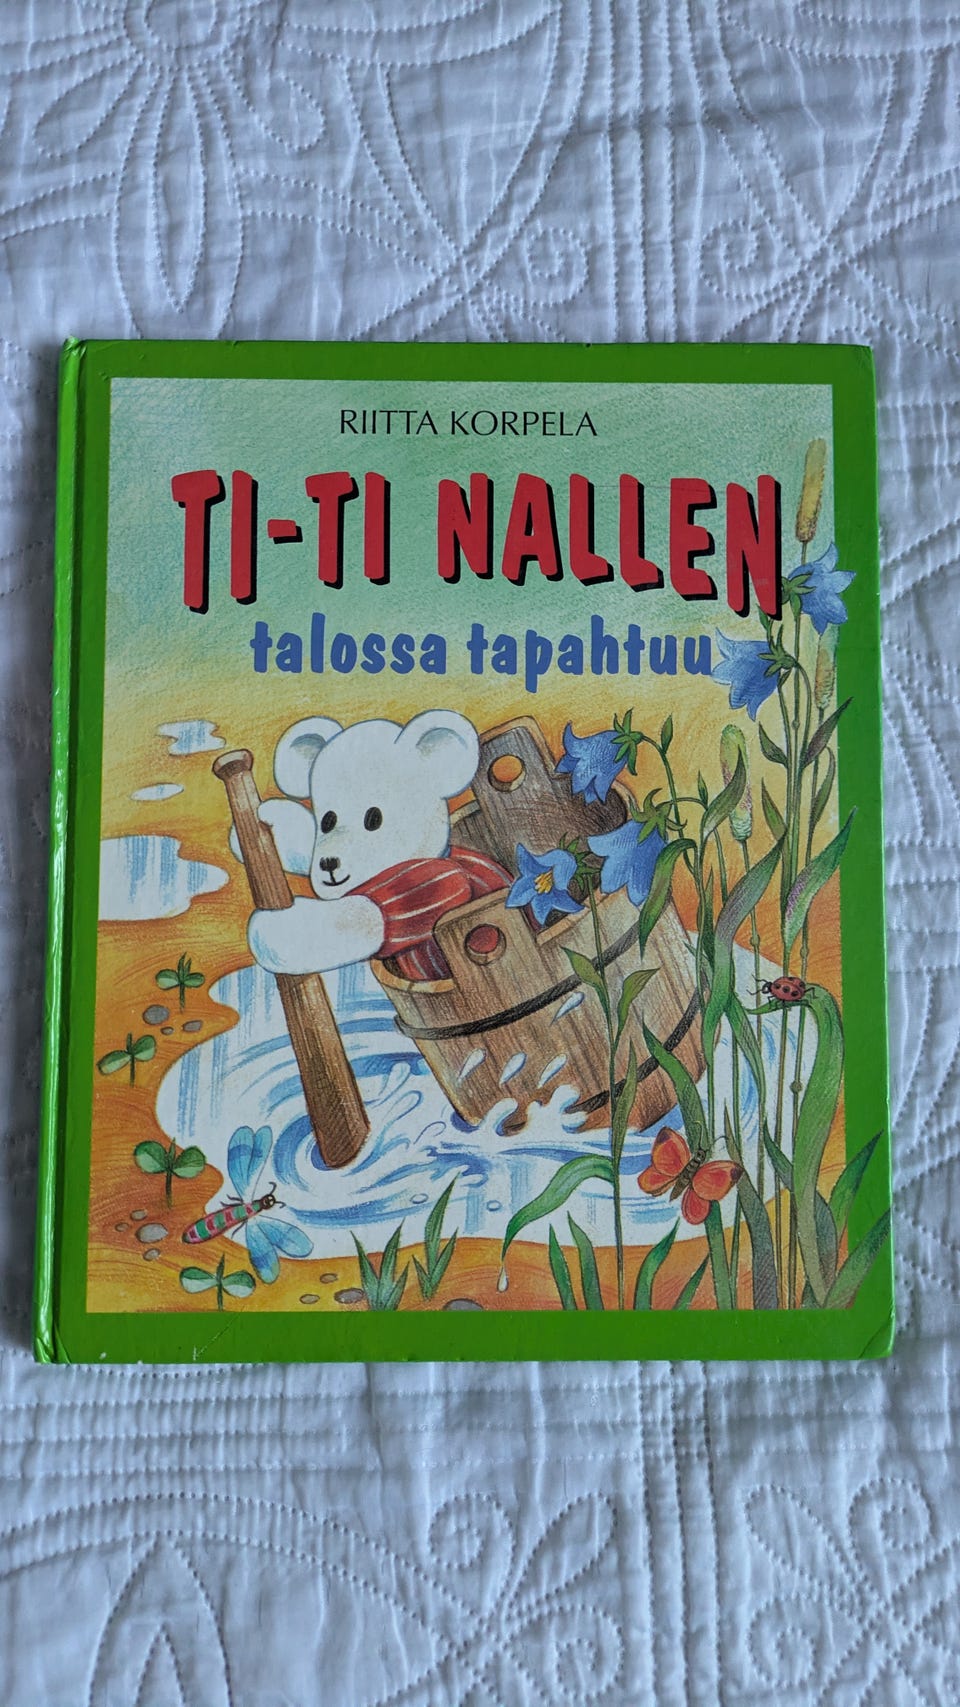 RIITTA KORPELA
TI-TI NALLEN
talossa tapahtuu